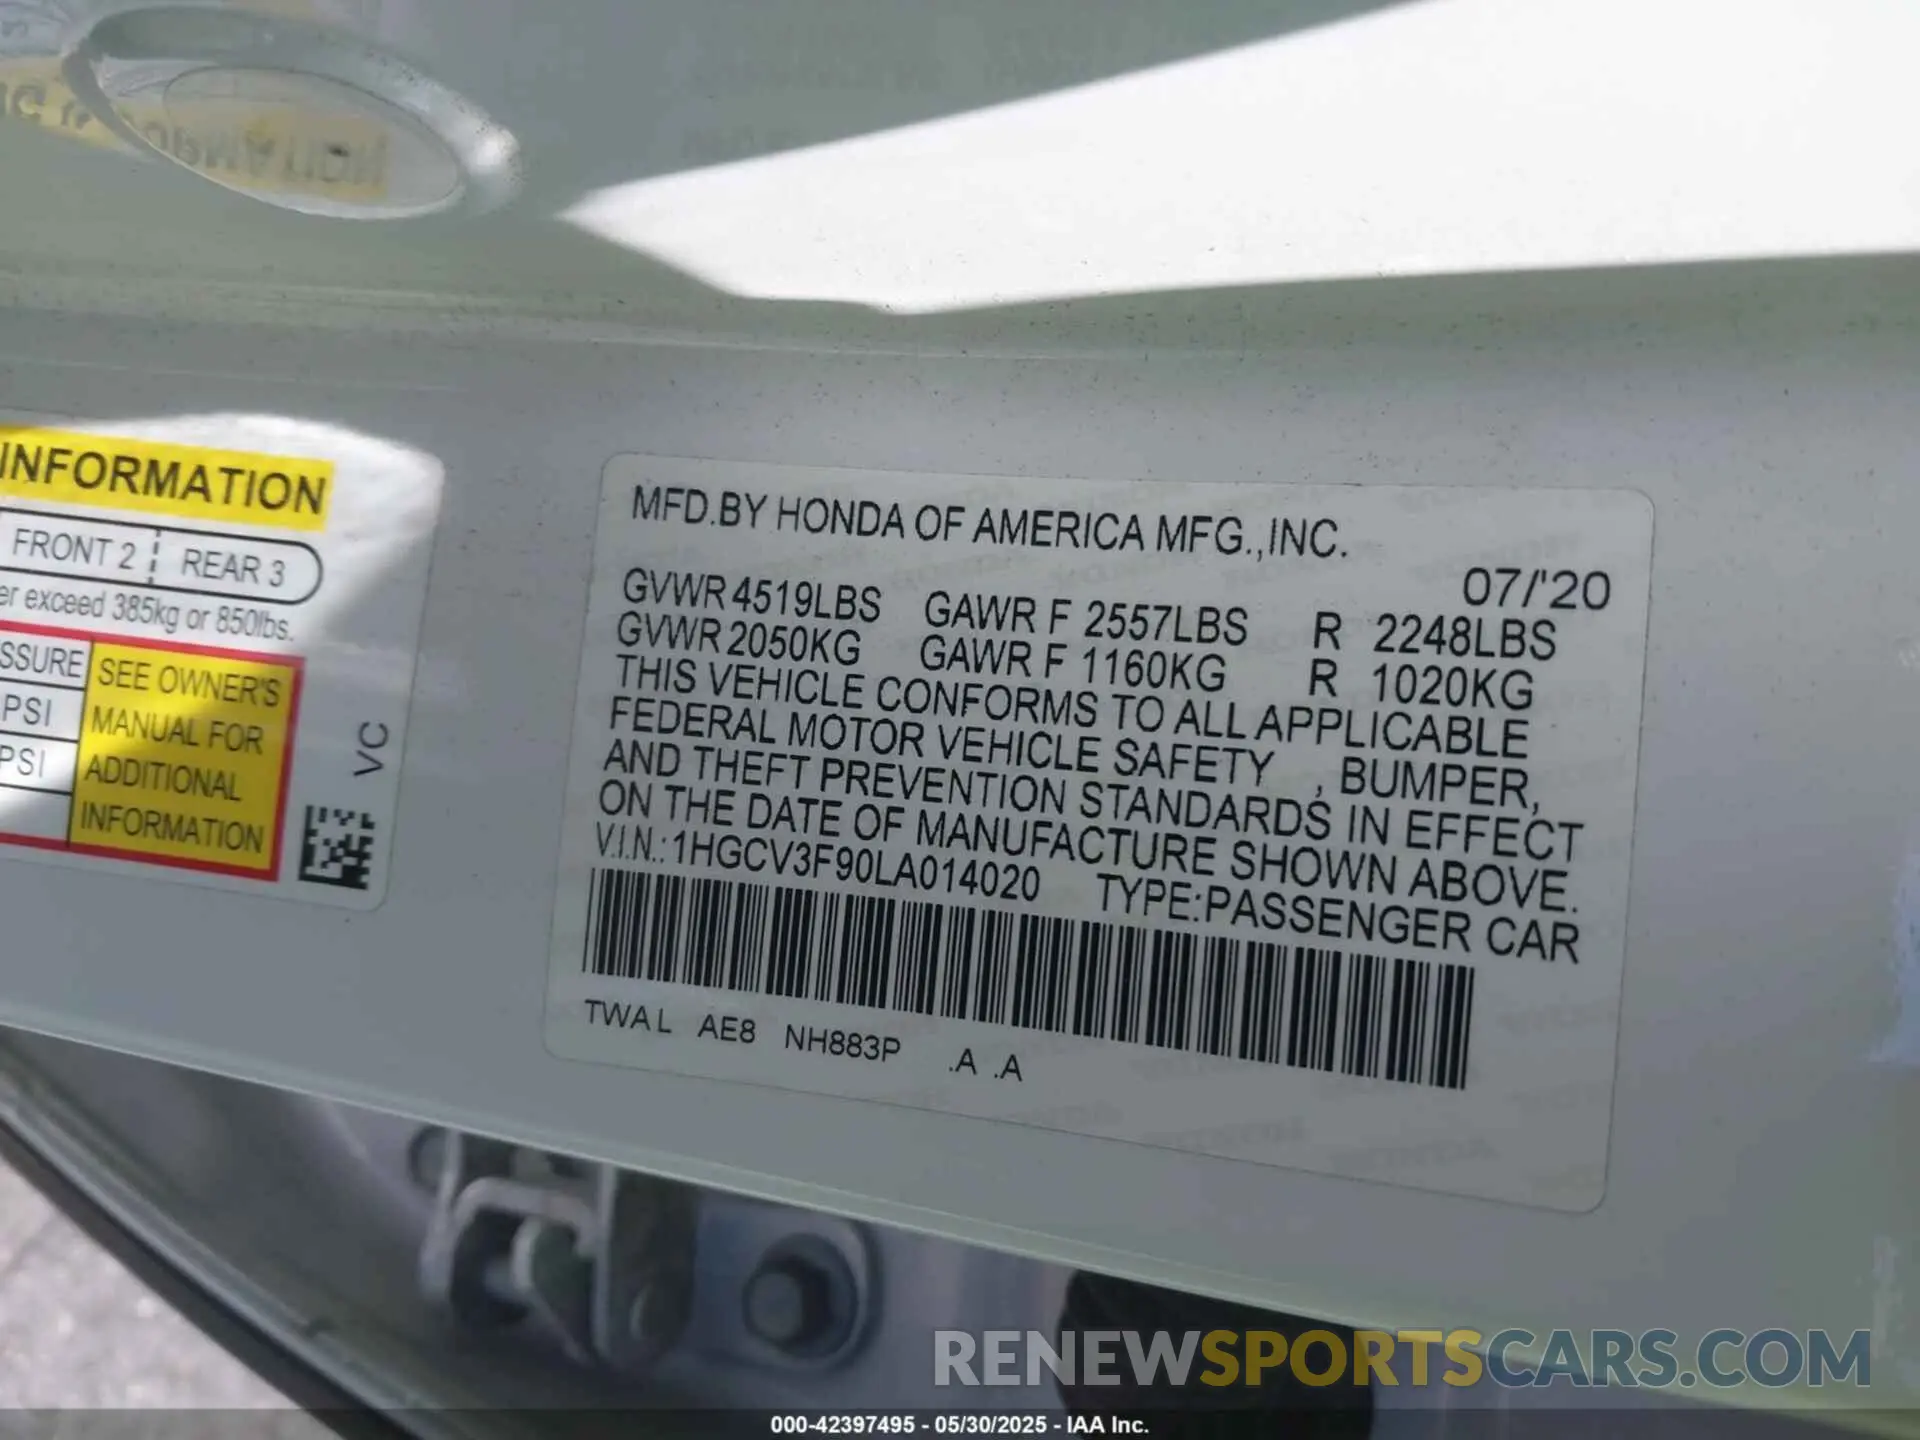 INFORMATION
FRONT 2 REAR 3
er exceed 385kg or 850lbs.
SSURE
PSI
PSI
SEE OWNER'S
MANUAL FOR
ADDITIONAL
INFORMATION
VC
MFD.BY HONDA OF AMERICA MFG.,INC.
07/'20
GVWR 4519LBS GAWR F 2557LBS R 2248LBS
GVWR 2050KG GAWR F 1160KG R 1020KG
THIS VEHICLE CONFORMS TO ALL APPLICABLE
FEDERAL MOTOR VEHICLE SAFETY , BUMPER,
AND THEFT PREVENTION STANDARDS IN EFFECT
ON THE DATE OF MANUFACTURE SHOWN ABOVE.
V.I.N.: 1HGCV3F90LA014020 TYPE:PASSENGER CAR
TWAL AE8 NH883P .A .A
RENEWSPORTSCARS.COM
000-42397495 - 05/30/2025 - IAA Inc.